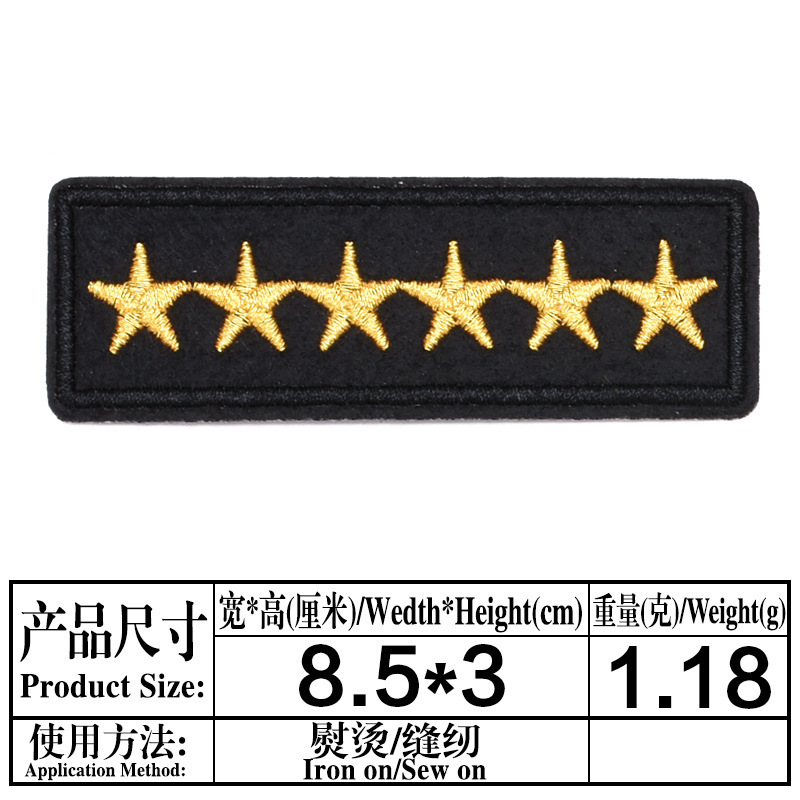 产品尺寸
Product Size:
宽*高(厘米)/Wedth*Height(cm)
8.5*3
重量(克)/Weight(g)
1.18
使用方法:
Application Method:
熨烫/缝纫
Iron on/Sew on